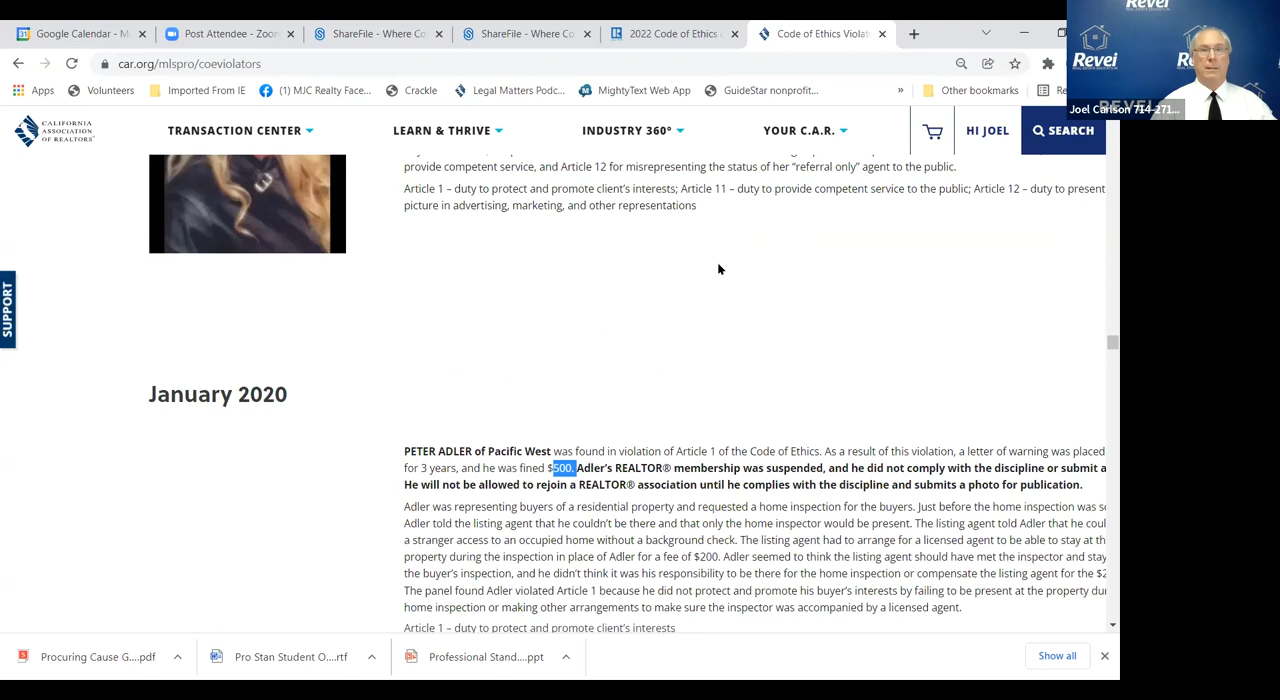 Google Calendar - M
Post Attendee - Zoom
ShareFile - Where Co
ShareFile - Where Co
2022 Code of Ethics
Code of Ethics Violat
car.org/mlspro/coeviolators
Apps
Volunteers
Imported From IE
(1) MJC Realty Face...
Crackle
Legal Matters Podc...
MightyText Web App
GuideStar nonprofit...
»
Other bookmarks
Re
Revel
Revei
REAL ESTATE EDUCATION
Joel Carlson 714-271...
CALIFORNIA
ASSOCIATION
OF REALTORS®
TRANSACTION CENTER
LEARN & THRIVE
INDUSTRY 360°
YOUR C.A.R.
HI JOEL
SEARCH
provide competent service, and Article 12 for misrepresenting the status of her “referral only” agent to the public.
Article 1 – duty to protect and promote client’s interests; Article 11 – duty to provide competent service to the public; Article 12 – duty to present
picture in advertising, marketing, and other representations
SUPPORT
January 2020
PETER ADLER of Pacific West was found in violation of Article 1 of the Code of Ethics. As a result of this violation, a letter of warning was placed
for 3 years, and he was fined $500. Adler’s REALTOR® membership was suspended, and he did not comply with the discipline or submit a
He will not be allowed to rejoin a REALTOR® association until he complies with the discipline and submits a photo for publication.
Adler was representing buyers of a residential property and requested a home inspection for the buyers. Just before the home inspection was sc
Adler told the listing agent that he couldn’t be there and that only the home inspector would be present. The listing agent told Adler that he coul
a stranger access to an occupied home without a background check. The listing agent had to arrange for a licensed agent to be able to stay at th
property during the inspection in place of Adler for a fee of $200. Adler seemed to think the listing agent should have met the inspector and stay
the buyer’s inspection, and he didn’t think it was his responsibility to be there for the home inspection or compensate the listing agent for the $2
The panel found Adler violated Article 1 because he did not protect and promote his buyer’s interests by failing to be present at the property du
home inspection or making other arrangements to make sure the inspector was accompanied by a licensed agent.
Article 1 – duty to protect and promote client’s interests
Procuring Cause G....pdf
Pro Stan Student O....rtf
Professional Stand....ppt
Show all